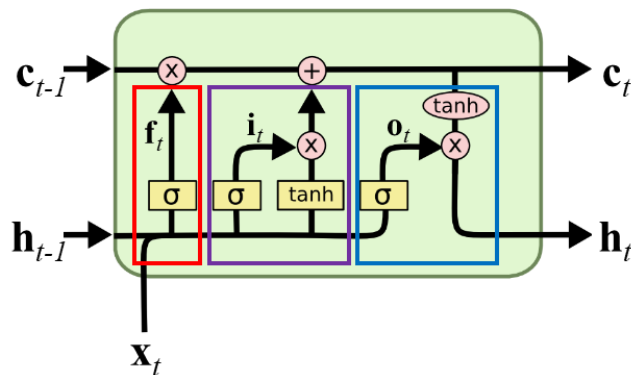 c_{t-1} x + c_t
tanh
f_t i_t x o_t x
σ σ tanh σ
h_{t-1} h_t
x_t